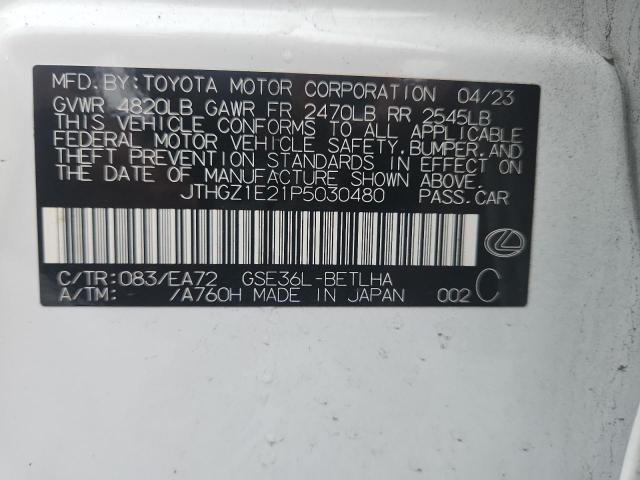 MFD.BY:TOYOTA MOTOR CORPORATION 04/23
GVWR 4820LB GAWR FR 2470LB RR 2545LB
THIS VEHICLE CONFORMS TO ALL APPLICABLE
FEDERAL MOTOR VEHICLE SAFETY,BUMPER,AND
THEFT PREVENTION STANDARDS IN EFFECT ON
THE DATE OF MANUFACTURE SHOWN ABOVE.
JTHGZ1E21P5030480 PASS.CAR
C/TR:083/EA72 GSE36L-BETLHA
A/TM: /A760H MADE IN JAPAN 002 C